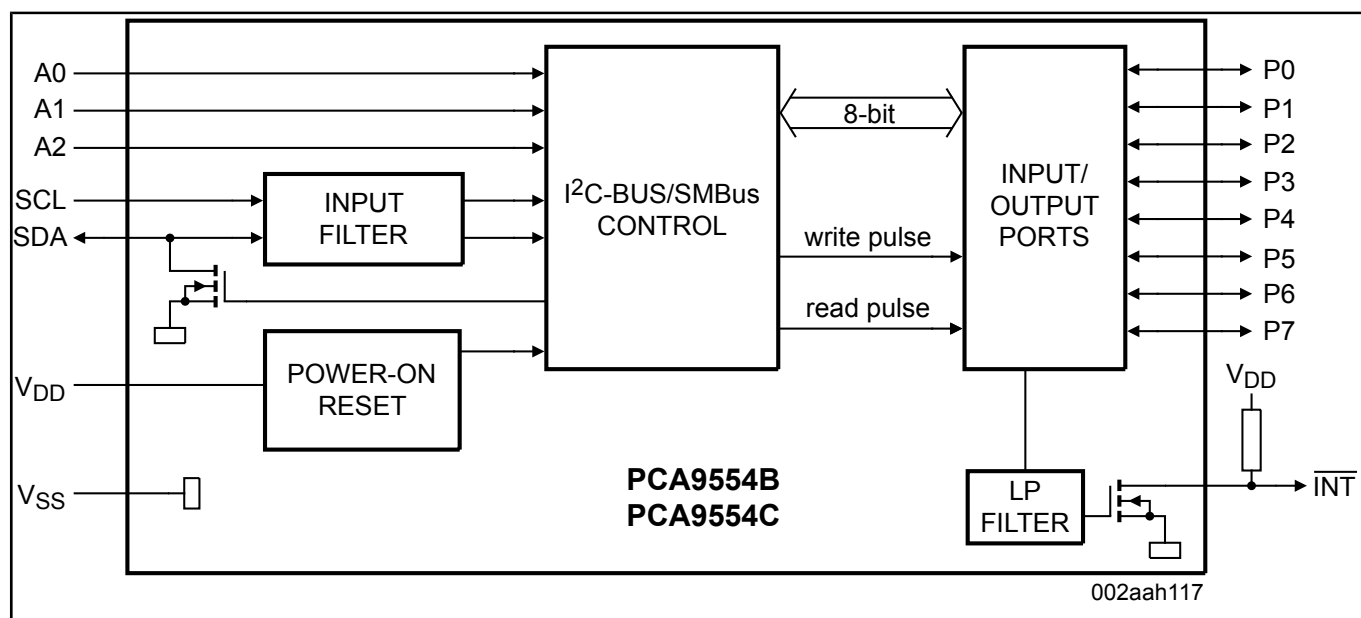 A0
A1
A2
SCL
SDA
VDD
VSS
INPUT
FILTER
POWER-ON
RESET
I2C-BUS/SMBus
CONTROL
8-bit
write pulse
read pulse
INPUT/
OUTPUT
PORTS
P0
P1
P2
P3
P4
P5
P6
P7
VDD
PCA9554B
PCA9554C
LP
FILTER
INT
002aah117